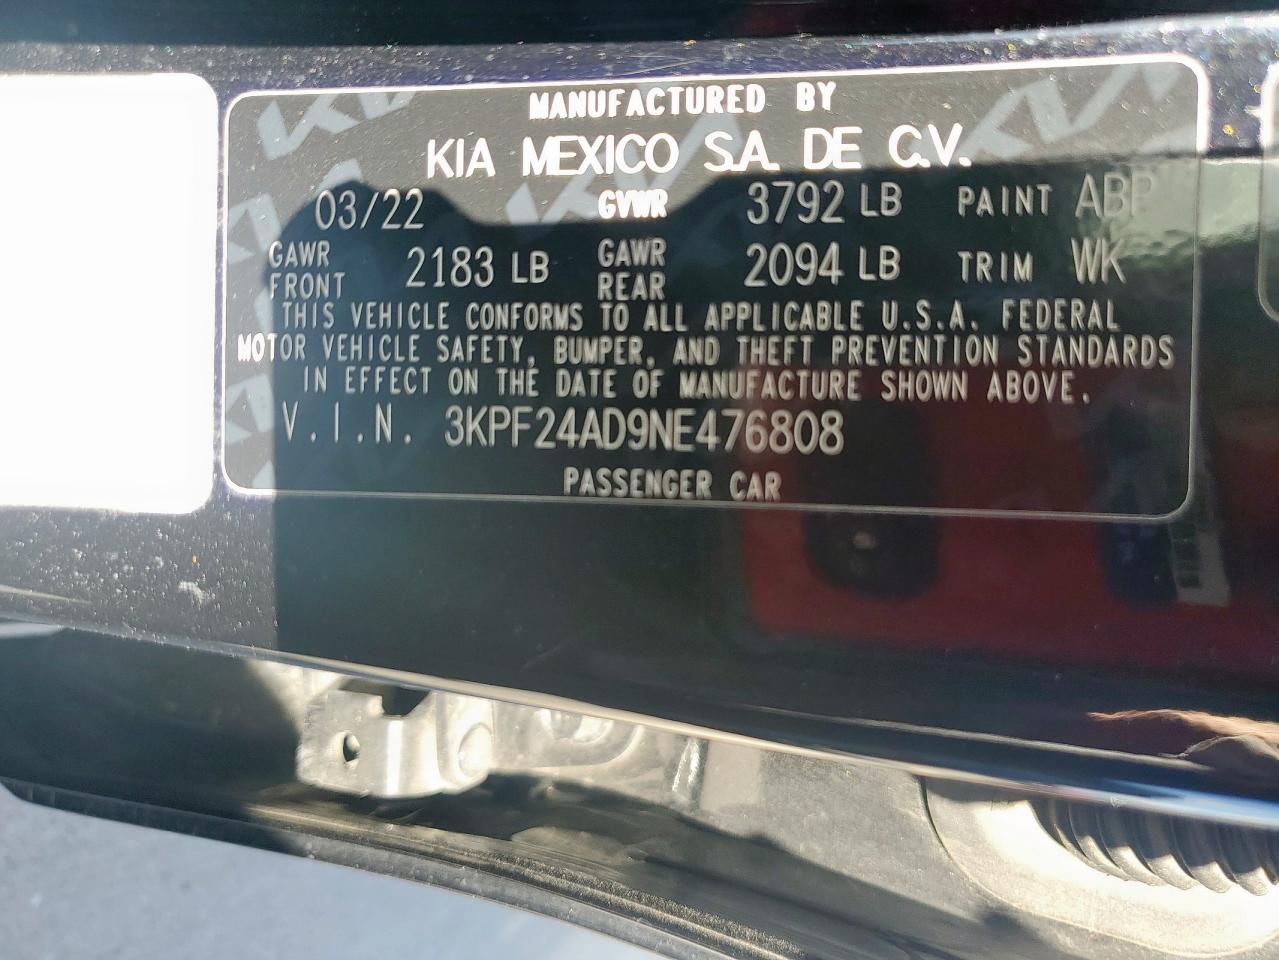 MANUFACTURED BY
KIA MEXICO S.A. DE C.V.
03/22 GVWR 3792 LB PAINT ABP
GAWR FRONT 2183 LB GAWR REAR 2094 LB TRIM WK
THIS VEHICLE CONFORMS TO ALL APPLICABLE U.S.A. FEDERAL
MOTOR VEHICLE SAFETY, BUMPER, AND THEFT PREVENTION STANDARDS
IN EFFECT ON THE DATE OF MANUFACTURE SHOWN ABOVE.
V.I.N. 3KPF24AD9NE476808
PASSENGER CAR